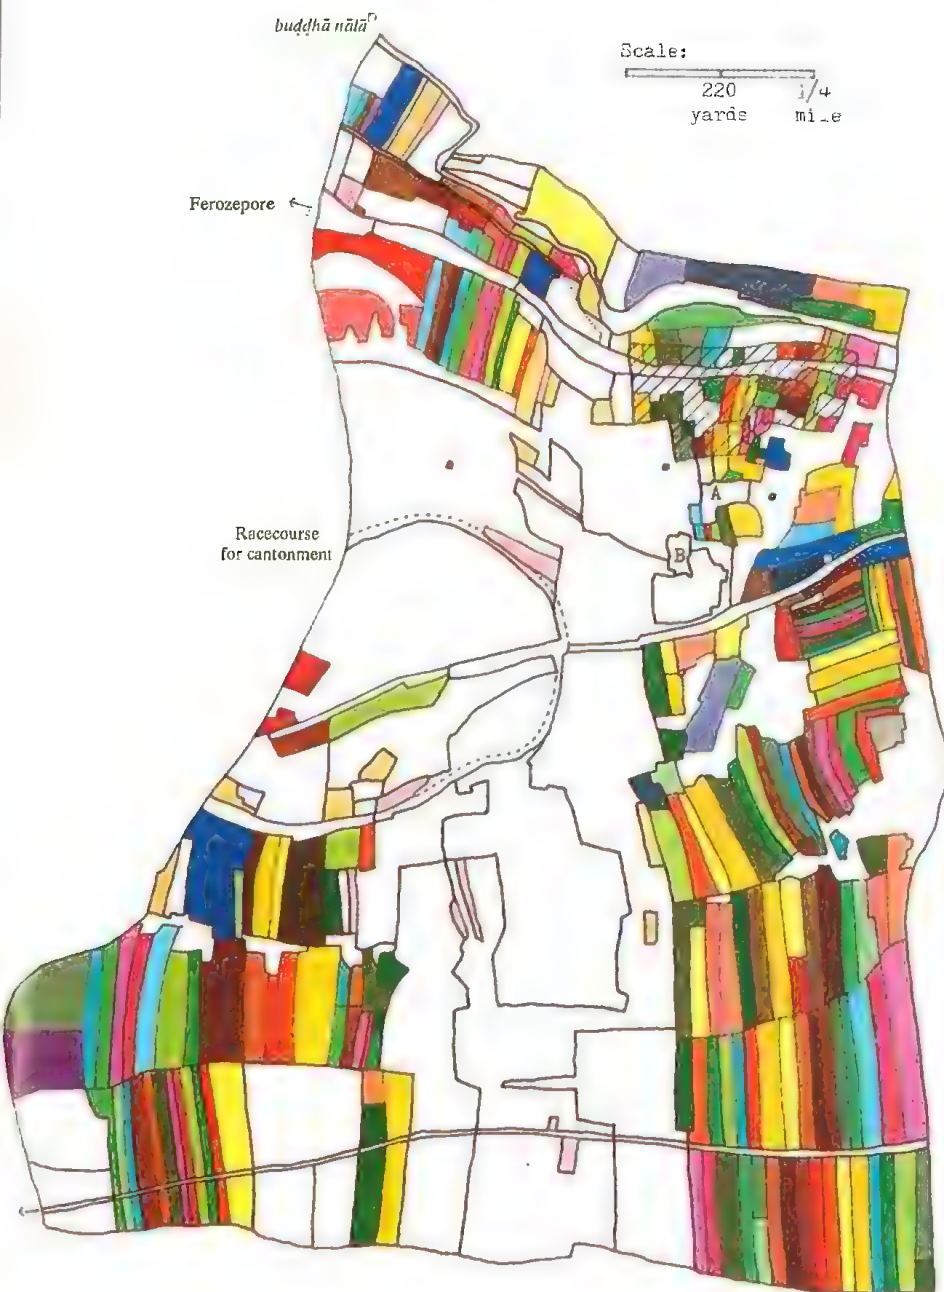 buḍḍhā nālā
Scale:
220
yards
1/4
mile
Ferozepore
A
Racecourse
for cantonment
B